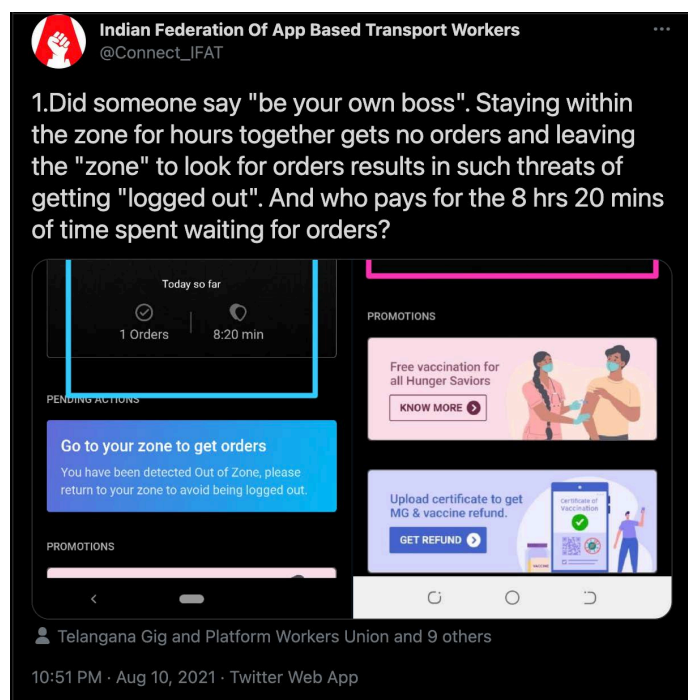 Indian Federation Of App Based Transport Workers
@Connect_IFAT
1.Did someone say "be your own boss". Staying within
the zone for hours together gets no orders and leaving
the "zone" to look for orders results in such threats of
getting "logged out". And who pays for the 8 hrs 20 mins
of time spent waiting for orders?
Today so far
1 Orders
8:20 min
PENDING ACTIONS
Go to your zone to get orders
You have been detected Out of Zone, please
return to your zone to avoid being logged out.
PROMOTIONS
PROMOTIONS
Free vaccination for
all Hunger Saviors
KNOW MORE
Upload certificate to get
MG & vaccine refund.
GET REFUND
Certificate of
Vaccination
VACCINE
Telangana Gig and Platform Workers Union and 9 others
10:51 PM · Aug 10, 2021 · Twitter Web App